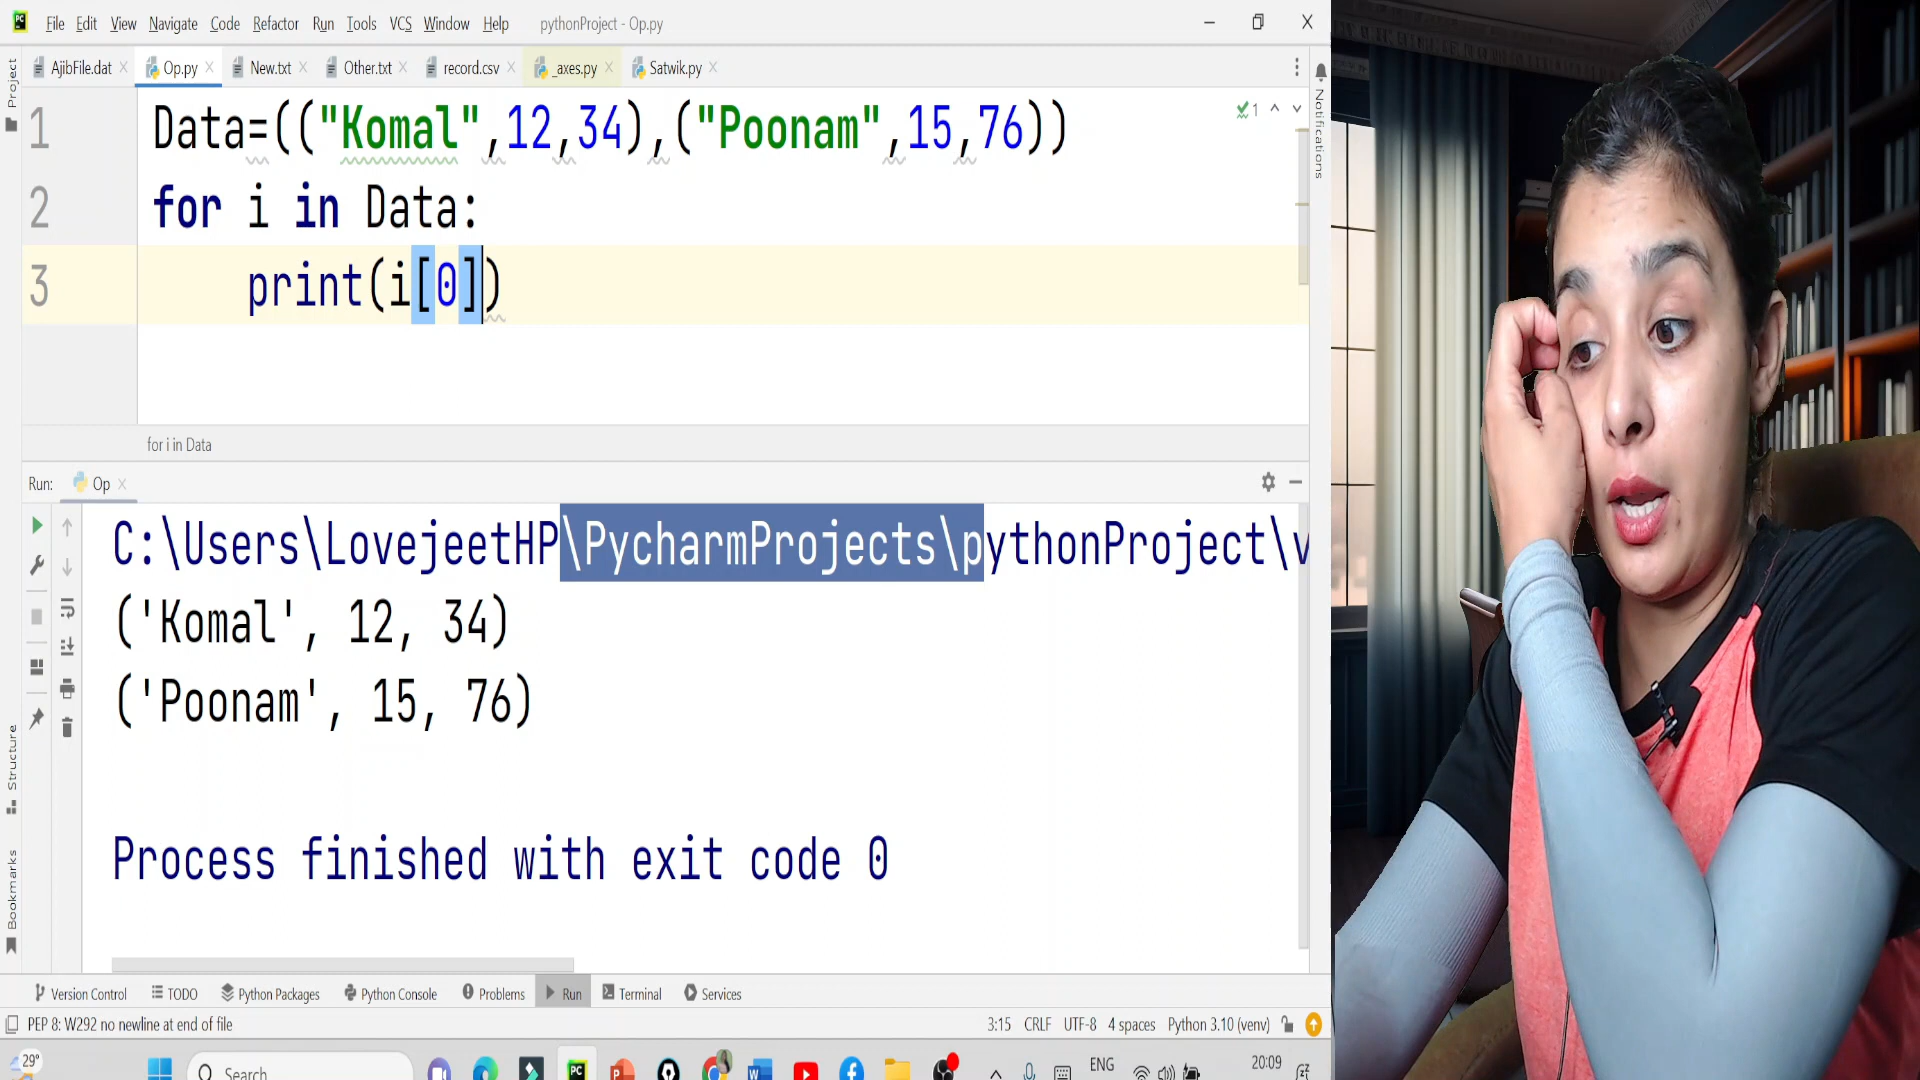 File Edit View Navigate Code Refactor Run Tools VCS Window Help pythonProject - Op.py
AjibFile.dat Op.py New.txt Other.txt record.csv _axes.py Satwik.py
Project
Notifications
1 Data=(("Komal",12,34),("Poonam",15,76)) 1
2 for i in Data:
3 print(i[0])
for i in Data
Run: Op
C:\Users\LovejeetHP\PycharmProjects\pythonProject\v
('Komal', 12, 34)
('Poonam', 15, 76)
Process finished with exit code 0
Structure
Bookmarks
Version Control TODO Python Packages Python Console Problems Run Terminal Services
PEP 8: W292 no newline at end of file 3:15 CRLF UTF-8 4 spaces Python 3.10 (venv)
29° Search ENG 20:09